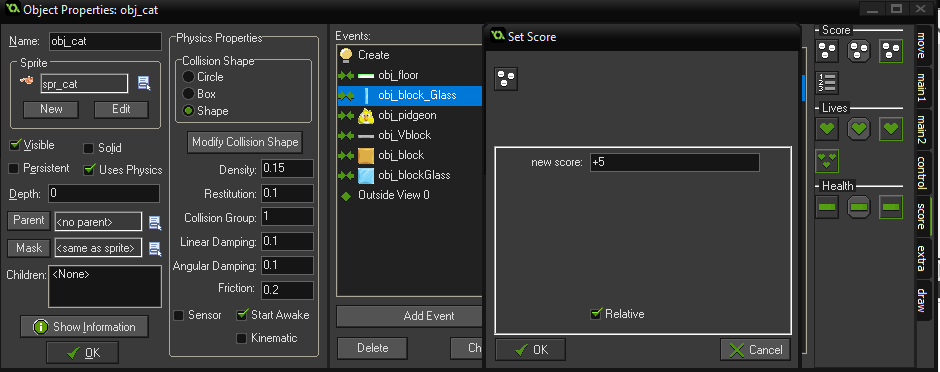 Object Properties: obj_cat
Name: obj_cat
Sprite
spr_cat
New Edit
Visible Solid
Persistent Uses Physics
Depth: 0
Parent <no parent>
Mask <same as sprite>
Children: <None>
Show Information
OK
Physics Properties
Collision Shape
Circle
Box
Shape
Modify Collision Shape
Density: 0.15
Restitution: 0.1
Collision Group: 1
Linear Damping: 0.1
Angular Damping: 0.1
Friction: 0.2
Sensor Start Awake
Kinematic
Events:
Create
obj_floor
obj_block_Glass
obj_pidgeon
obj_Vblock
obj_block
obj_blockGlass
Outside View 0
Add Event
Delete Ch
Set Score
new score: +5
Relative
OK Cancel
Score
1
2
3
Lives
Health
move
main1
main2
control
score
extra
draw